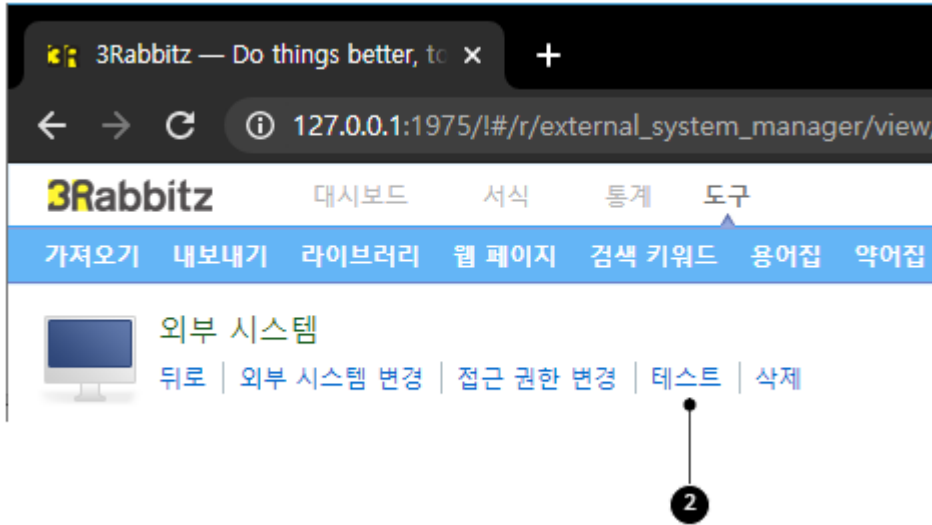 3Rabbitz — Do things better, to
127.0.0.1:1975/!#/r/external_system_manager/view/
3Rabbitz 대시보드 서식 통계 도구
가져오기 내보내기 라이브러리 웹 페이지 검색 키워드 용어집 약어집
외부 시스템
뒤로 외부 시스템 변경 접근 권한 변경 테스트 삭제
2